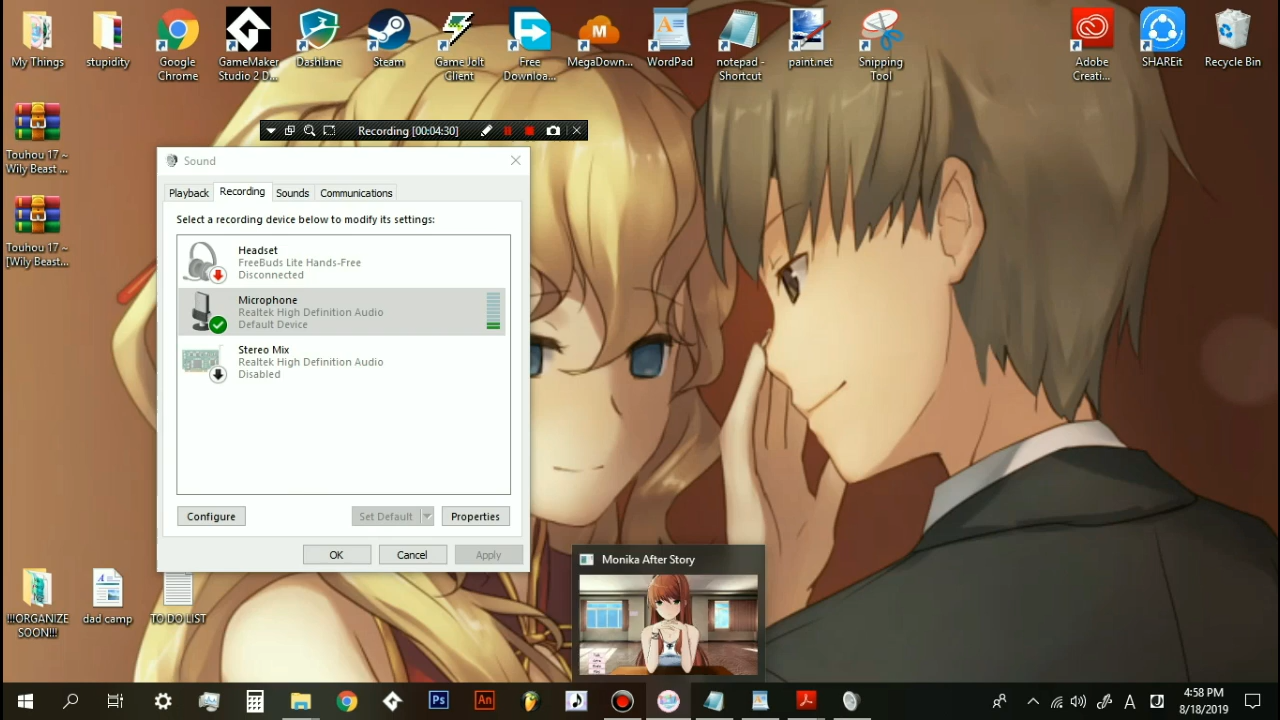 My Things
stupidity
Google
Chrome
GameMaker
Studio 2 D...
Dashlane
Steam
Game Jolt
Client
Free
Downloa...
MegaDown...
WordPad
notepad -
Shortcut
paint.net
Snipping
Tool
Adobe
Creati...
SHAREit
Recycle Bin
Touhou 17 ~
Wily Beast ...
Touhou 17 ~
[Wily Beast...
Recording [00:04:30]
Sound
Playback
Recording
Sounds
Communications
Select a recording device below to modify its settings:
Headset
FreeBuds Lite Hands-Free
Disconnected
Microphone
Realtek High Definition Audio
Default Device
Stereo Mix
Realtek High Definition Audio
Disabled
Configure
Set Default
Properties
OK
Cancel
Apply
!!!ORGANIZE
SOON!!!
dad camp
TO DO LIST
Monika After Story
Ps
An
A
4:58 PM
8/18/2019